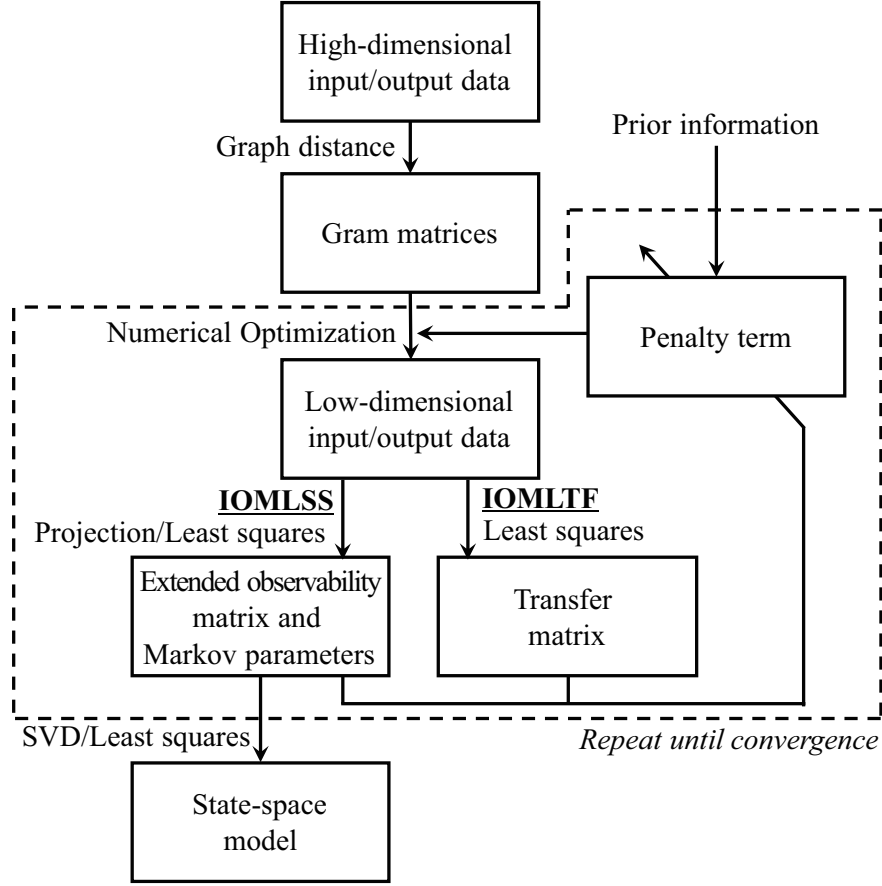 High-dimensional
input/output data
Graph distance
Prior information
Gram matrices
Numerical Optimization
Penalty term
Low-dimensional
input/output data
IOMLSS
Projection/Least squares
IOMLTF
Least squares
Extended observability
matrix and
Markov parameters
Transfer
matrix
SVD/Least squares
Repeat until convergence
State-space
model